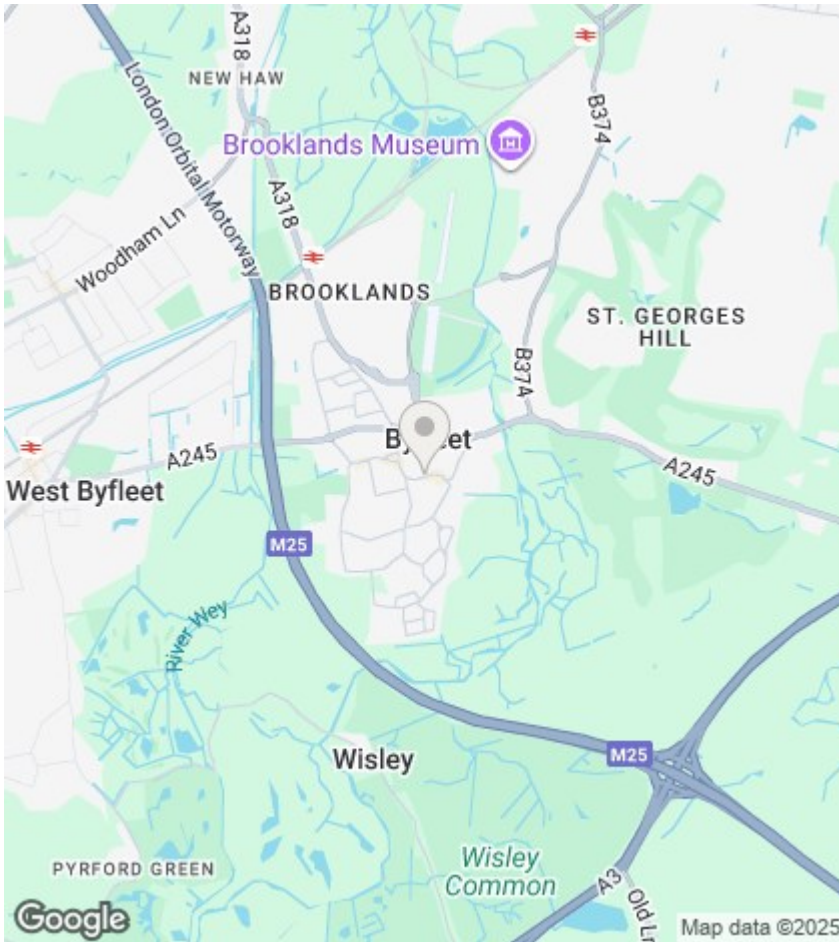 A318
NEW HAW
London Orbital Motorway
B374
Brooklands Museum
A318
Woodham Ln
BROOKLANDS
ST. GEORGES
HILL
B374
Byfleet
A245
A245
West Byfleet
M25
River Wey
Wisley
M25
PYRFORD GREEN
Wisley
Common
A3
Old L
Google
Map data ©2025